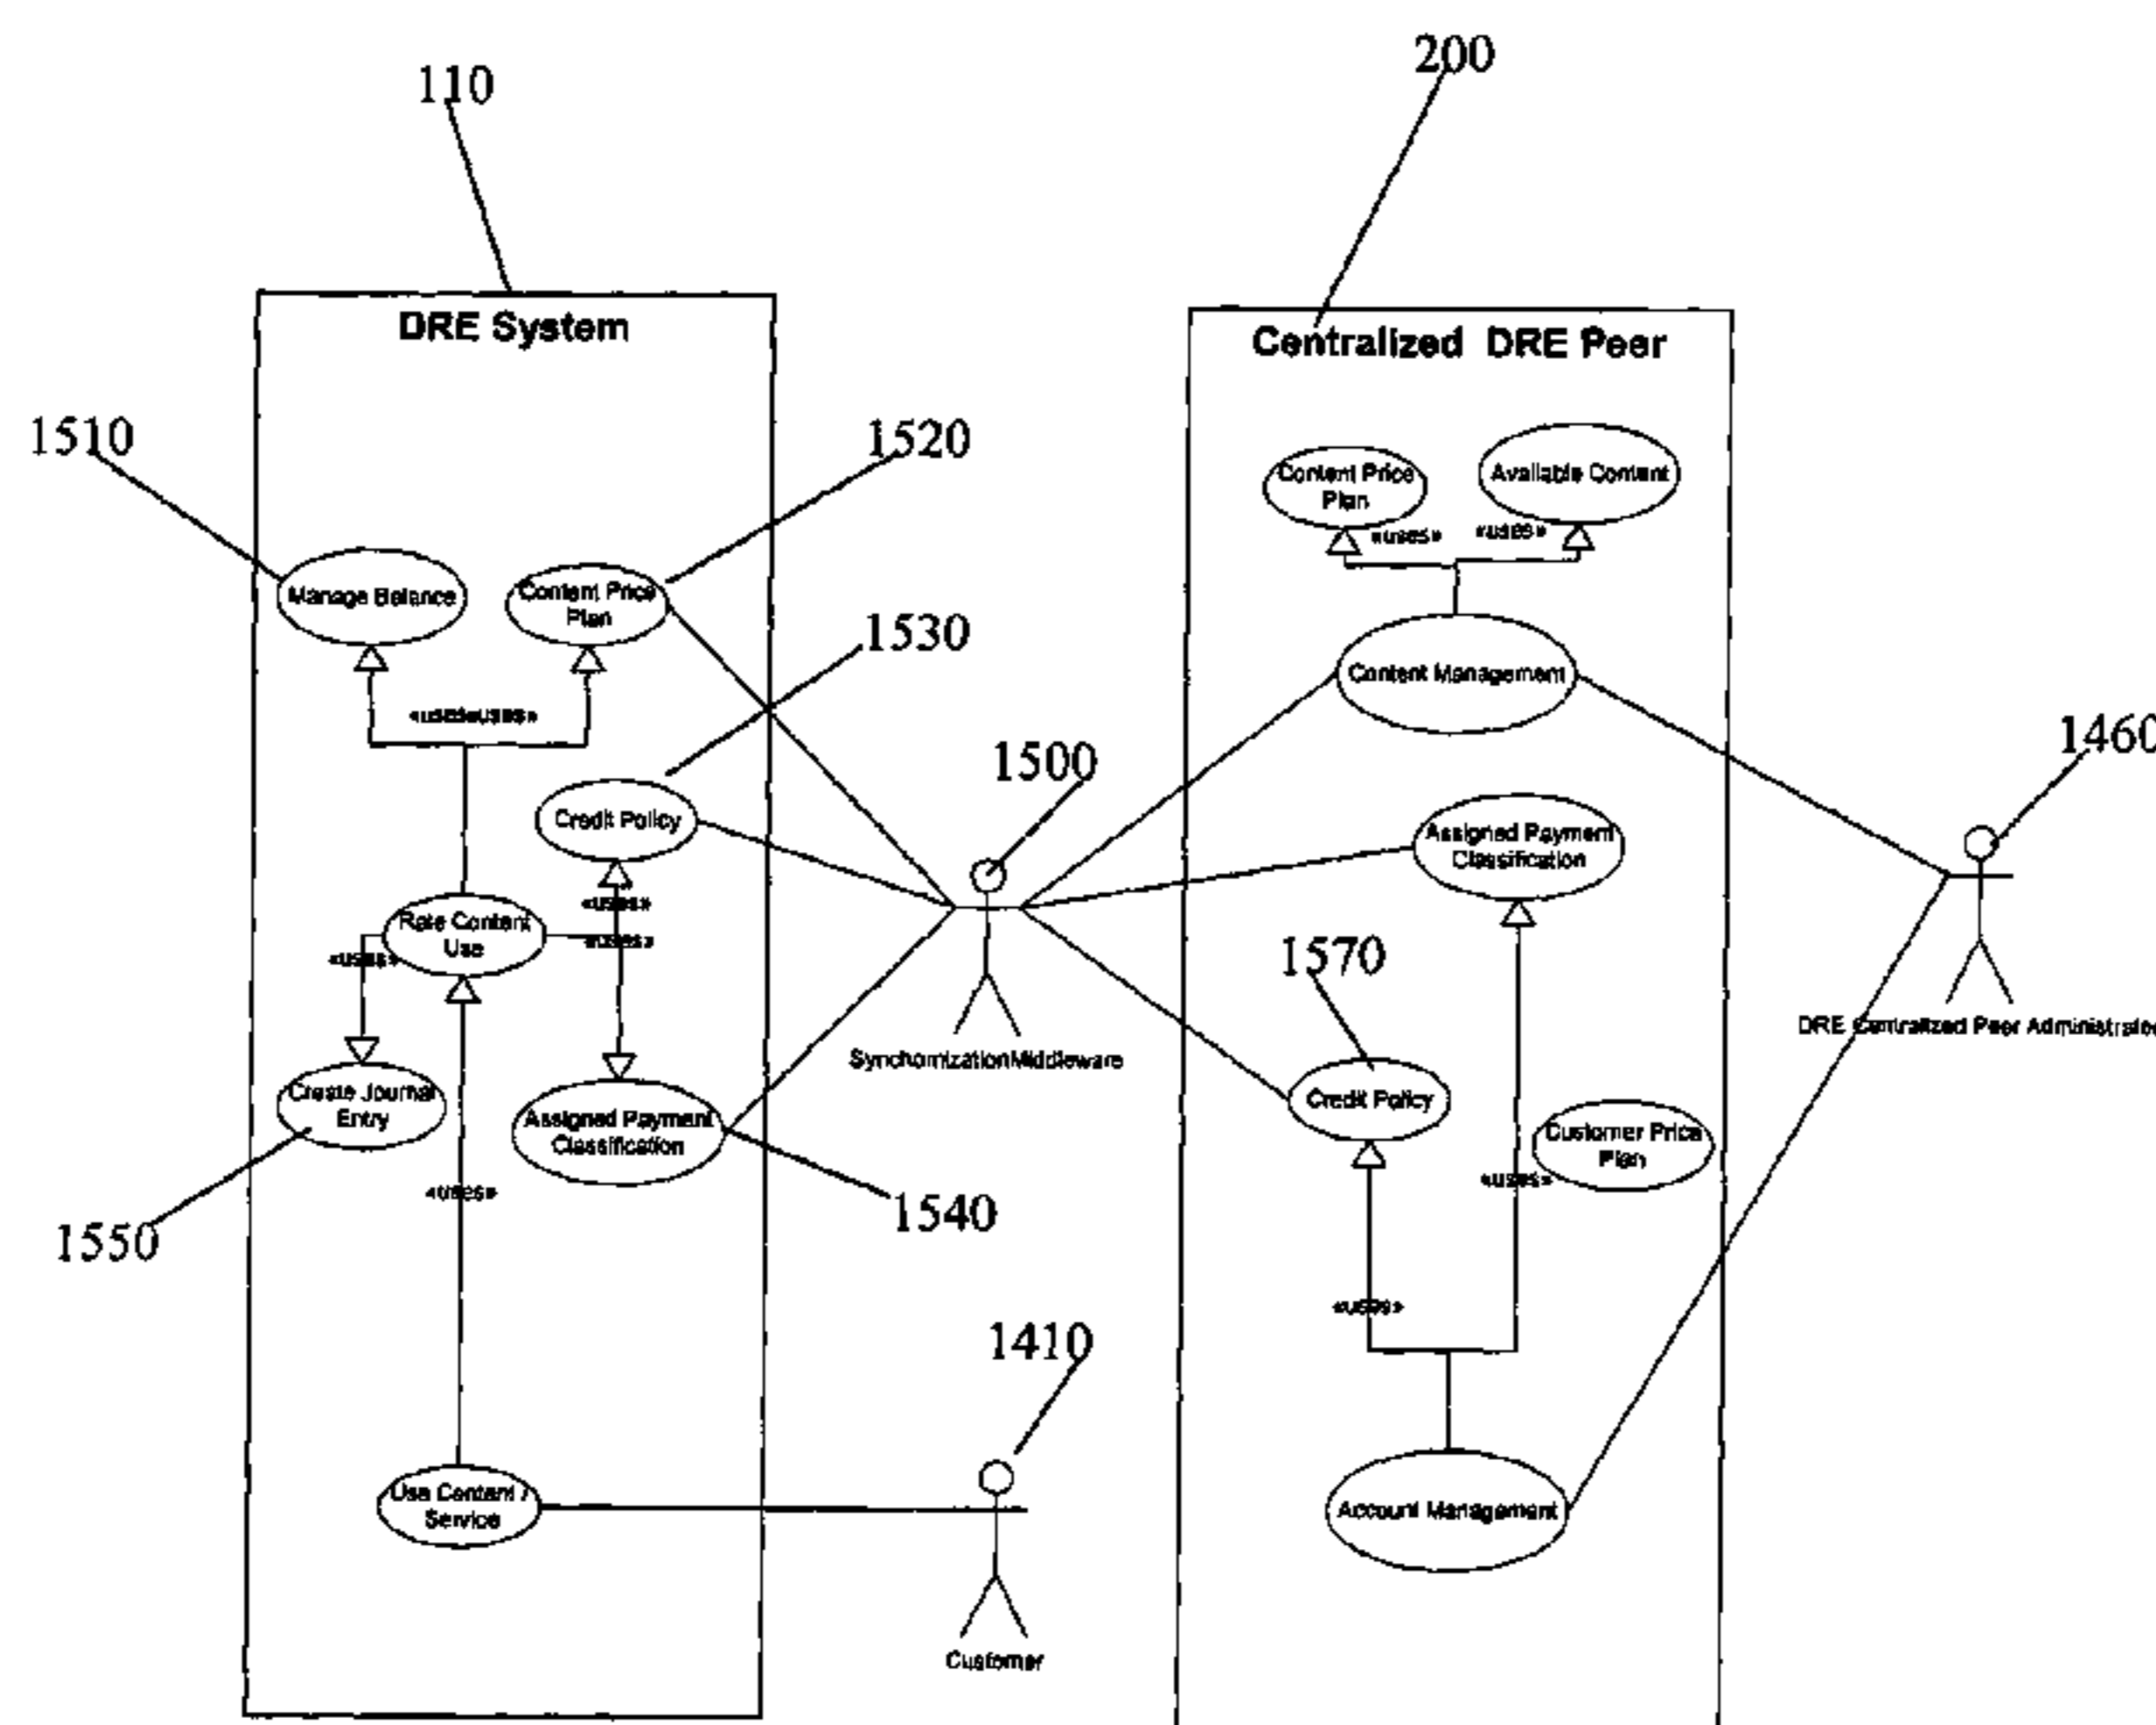 110
200
DRE System
Centralized DRE Peer
1510
1520
Content Price
Plan
Available Content
«uses»
«uses»
Manage Balance
Content Price
Plan
1530
Content Management
«uses»«uses»
1500
1460
Credit Policy
Assigned Payment
Classification
«uses»
Rate Content
Use
«uses»
«uses»
1570
SynchornizationMiddleware
DRE Centralized Peer Administrator
Create Journal
Entry
Assigned Payment
Classification
Credit Policy
Customer Price
Plan
«uses»
«uses»
1550
1540
«uses»
1410
Use Content /
Service
Account Management
Customer